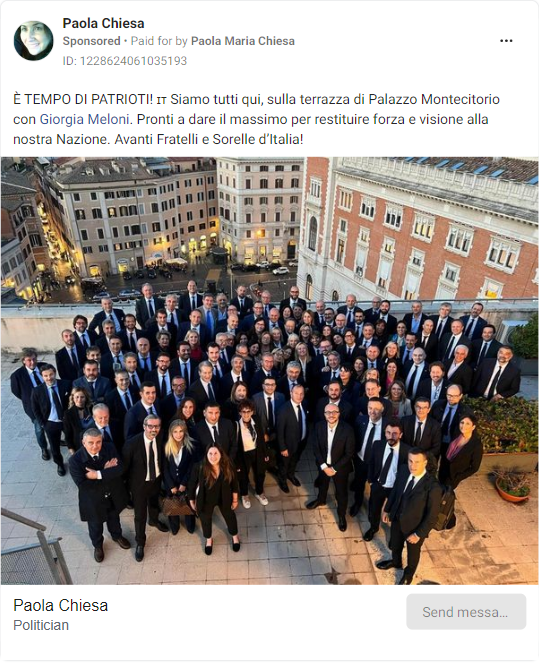 Paola Chiesa
Sponsored • Paid for by Paola Maria Chiesa
ID: 1228624061035193
È TEMPO DI PATRIOTI! ɪᴛ Siamo tutti qui, sulla terrazza di Palazzo Montecitorio
con Giorgia Meloni. Pronti a dare il massimo per restituire forza e visione alla
nostra Nazione. Avanti Fratelli e Sorelle d’Italia!
Paola Chiesa
Politician
Send messa...